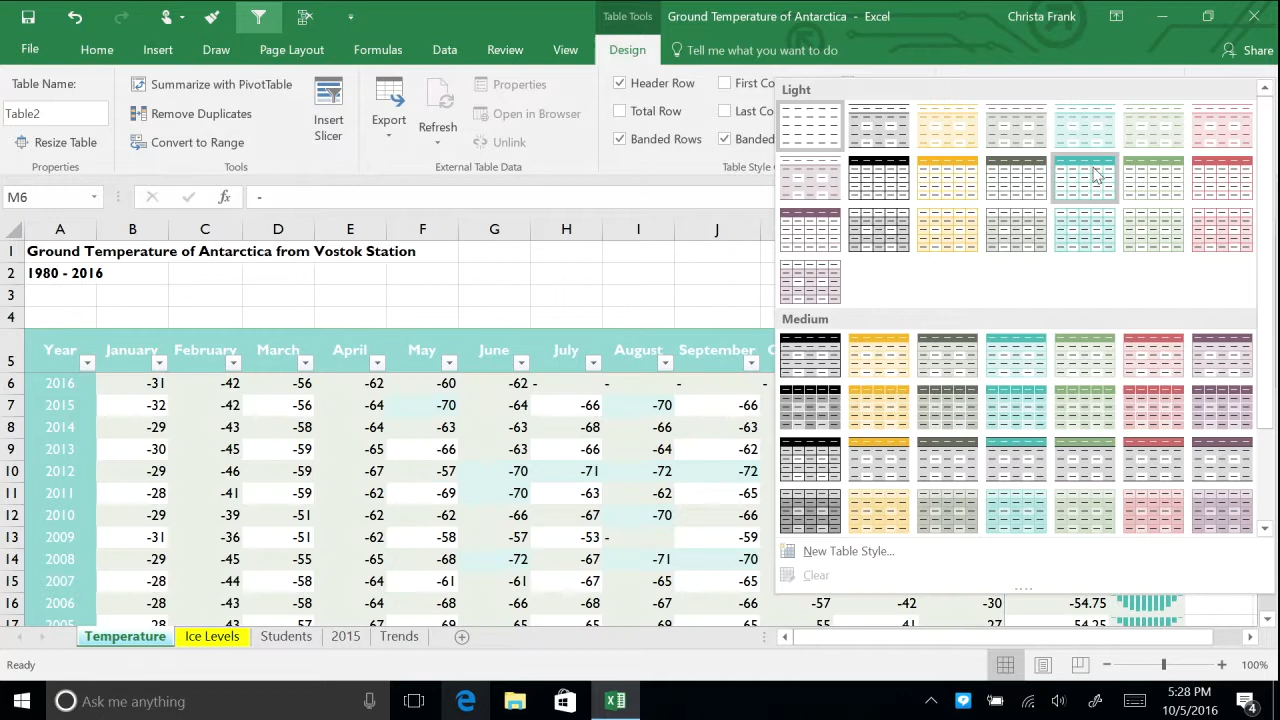 Table Tools
Ground Temperature of Antarctica - Excel
Christa Frank
File Home Insert Draw Page Layout Formulas Data Review View Design Tell me what you want to do Share
Table Name:
Table2
Resize Table
Properties
Summarize with PivotTable
Remove Duplicates
Convert to Range
Tools
Insert
Slicer
Export
Refresh
Properties
Open in Browser
Unlink
External Table Data
Header Row
Total Row
Banded Rows
First Co
Last Co
Banded
Table Style
Light
Medium
New Table Style...
Clear
M6 fx -
A B C D E F G H I J
1 Ground Temperature of Antarctica from Vostok Station
2 1980 - 2016
3
4
5 Year January February March April May June July August September
6 2016 -31 -42 -56 -62 -60 -62 - - - -
7 2015 -32 -42 -56 -64 -70 -64 -66 -70 -66
8 2014 -29 -43 -58 -64 -63 -63 -68 -66 -63
9 2013 -30 -45 -59 -65 -66 -63 -66 -64 -62
10 2012 -29 -46 -59 -67 -57 -70 -71 -72 -72
11 2011 -28 -41 -59 -62 -69 -70 -63 -62 -65
12 2010 -29 -39 -51 -62 -62 -66 -67 -70 -66
13 2009 -31 -36 -51 -62 -58 -57 -53 - -59
14 2008 -29 -45 -55 -65 -68 -72 -66 -71 -70
15 2007 -28 -44 -58 -64 -61 -61 -67 -65 -65
16 2006 -28 -43 -58 -64 -68 -66 -68 -67 -66 -57 -42 -30 -54.75
Temperature Ice Levels Students 2015 Trends
Ready
100%
Ask me anything
5:28 PM
10/5/2016
4